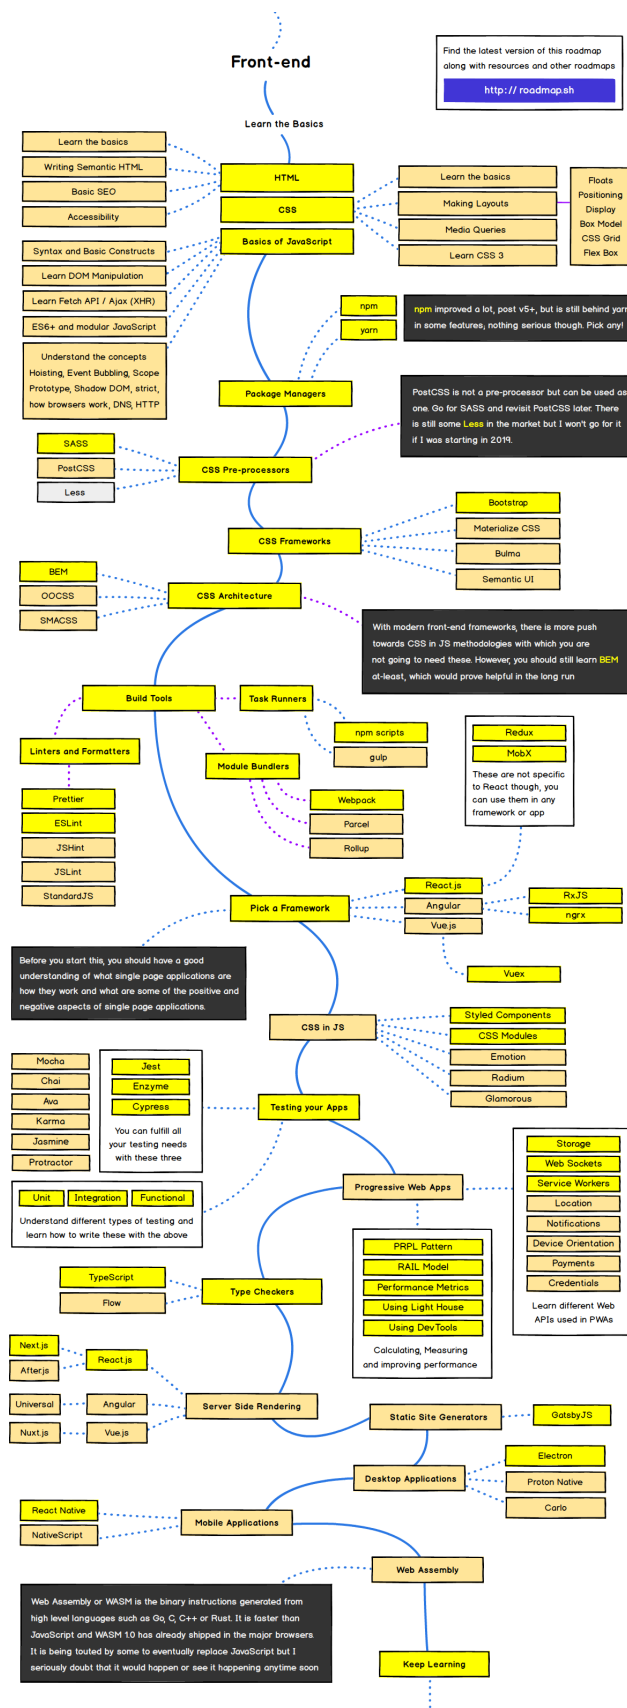 Front-end
Find the latest version of this roadmap
along with resources and other roadmaps
http:// roadmap.sh
Learn the Basics
Learn the basics
Writing Semantic HTML
Basic SEO
Accessibility
HTML
CSS
Basics of JavaScript
Learn the basics
Making Layouts
Media Queries
Learn CSS 3
Floats
Positioning
Display
Box Model
CSS Grid
Flex Box
Syntax and Basic Constructs
Learn DOM Manipulation
Learn Fetch API / Ajax (XHR)
ES6+ and modular JavaScript
Understand the concepts
Hoisting, Event Bubbling, Scope
Prototype, Shadow DOM, strict,
how browsers work, DNS, HTTP
npm
yarn
npm improved a lot, post v5+, but is still behind yarn
in some features; nothing serious though. Pick any!
Package Managers
PostCSS is not a pre-processor but can be used as
one. Go for SASS and revisit PostCSS later. There
is still some Less in the market but I won't go for it
if I was starting in 2019.
SASS
PostCSS
Less
CSS Pre-processors
CSS Frameworks
Bootstrap
Materialize CSS
Bulma
Semantic UI
BEM
OOCSS
SMACSS
CSS Architecture
With modern front-end frameworks, there is more push
towards CSS in JS methodologies with which you are
not going to need these. However, you should still learn BEM
at-least, which would prove helpful in the long run
Build Tools
Task Runners
npm scripts
gulp
Linters and Formatters
Module Bundlers
Prettier
ESLint
JSHint
JSLint
StandardJS
Webpack
Parcel
Rollup
Redux
MobX
These are not specific
to React though, you
can use them in any
framework or app
Pick a Framework
React.js
Angular
Vue.js
RxJS
ngrx
Vuex
Before you start this, you should have a good
understanding of what single page applications are
how they work and what are some of the positive and
negative aspects of single page applications.
CSS in JS
Styled Components
CSS Modules
Emotion
Radium
Glamorous
Mocha
Chai
Ava
Karma
Jasmine
Protractor
Jest
Enzyme
Cypress
You can fulfill all
your testing needs
with these three
Testing your Apps
Unit
Integration
Functional
Understand different types of testing and
learn how to write these with the above
Progressive Web Apps
Storage
Web Sockets
Service Workers
Location
Notifications
Device Orientation
Payments
Credentials
Learn different Web
APIs used in PWAs
PRPL Pattern
RAIL Model
Performance Metrics
Using Light House
Using DevTools
Calculating, Measuring
and improving performance
TypeScript
Flow
Type Checkers
Next.js
After.js
React.js
Universal
Angular
Nuxt.js
Vue.js
Server Side Rendering
Static Site Generators
GatsbyJS
Desktop Applications
Electron
Proton Native
Carlo
React Native
NativeScript
Mobile Applications
Web Assembly
Web Assembly or WASM is the binary instructions generated from
high level languages such as Go, C, C++ or Rust. It is faster than
JavaScript and WASM 1.0 has already shipped in the major browsers.
It is being touted by some to eventually replace JavaScript but I
seriously doubt that it would happen or see it happening anytime soon
Keep Learning